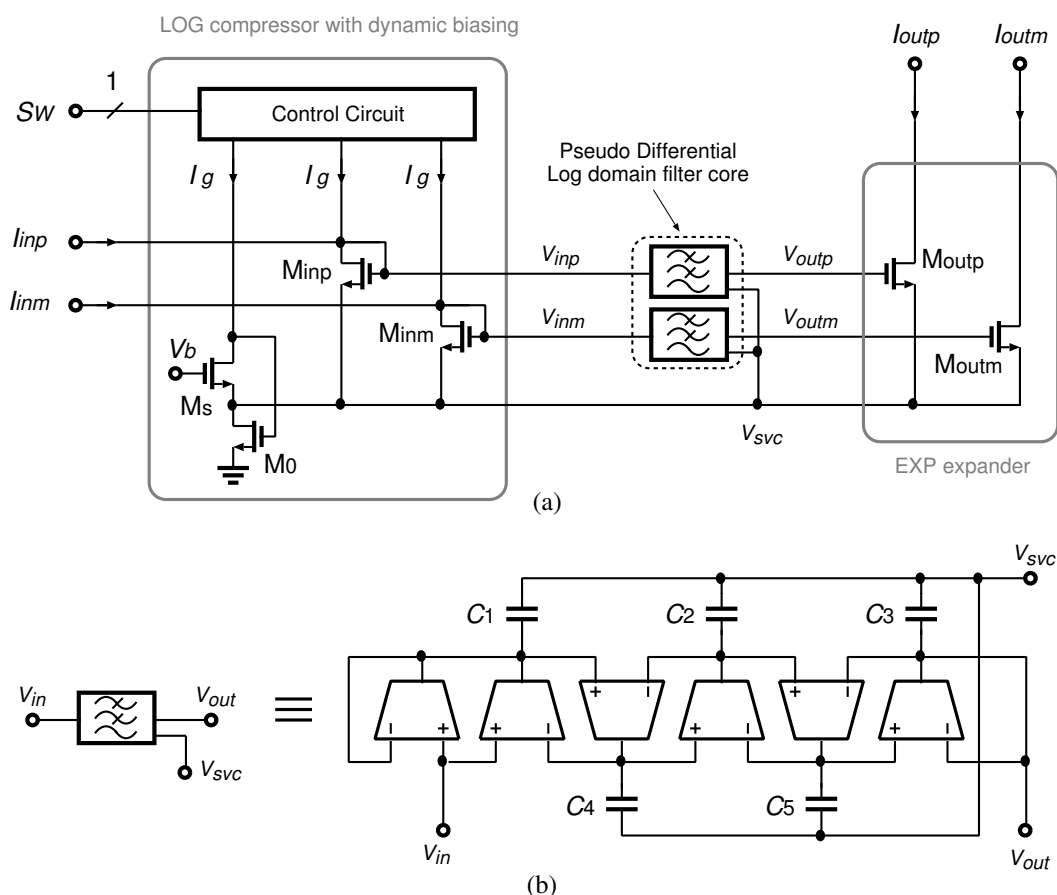 LOG compressor with dynamic biasing
Ioutp
Ioutm
1
SW
Control Circuit
Ig
Ig
Ig
Pseudo Differential
Log domain filter core
Iinp
Minp
Vinp
Voutp
Moutp
Iinm
Minm
Vinm
Voutm
Moutm
Vb
Ms
M0
Vsvc
EXP expander
(a)
Vsvc
C1
C2
C3
+
I
+
I
Vin
Vout
Vsvc
I
+
+
I
+
I
+
I
C4
C5
Vin
Vout
(b)